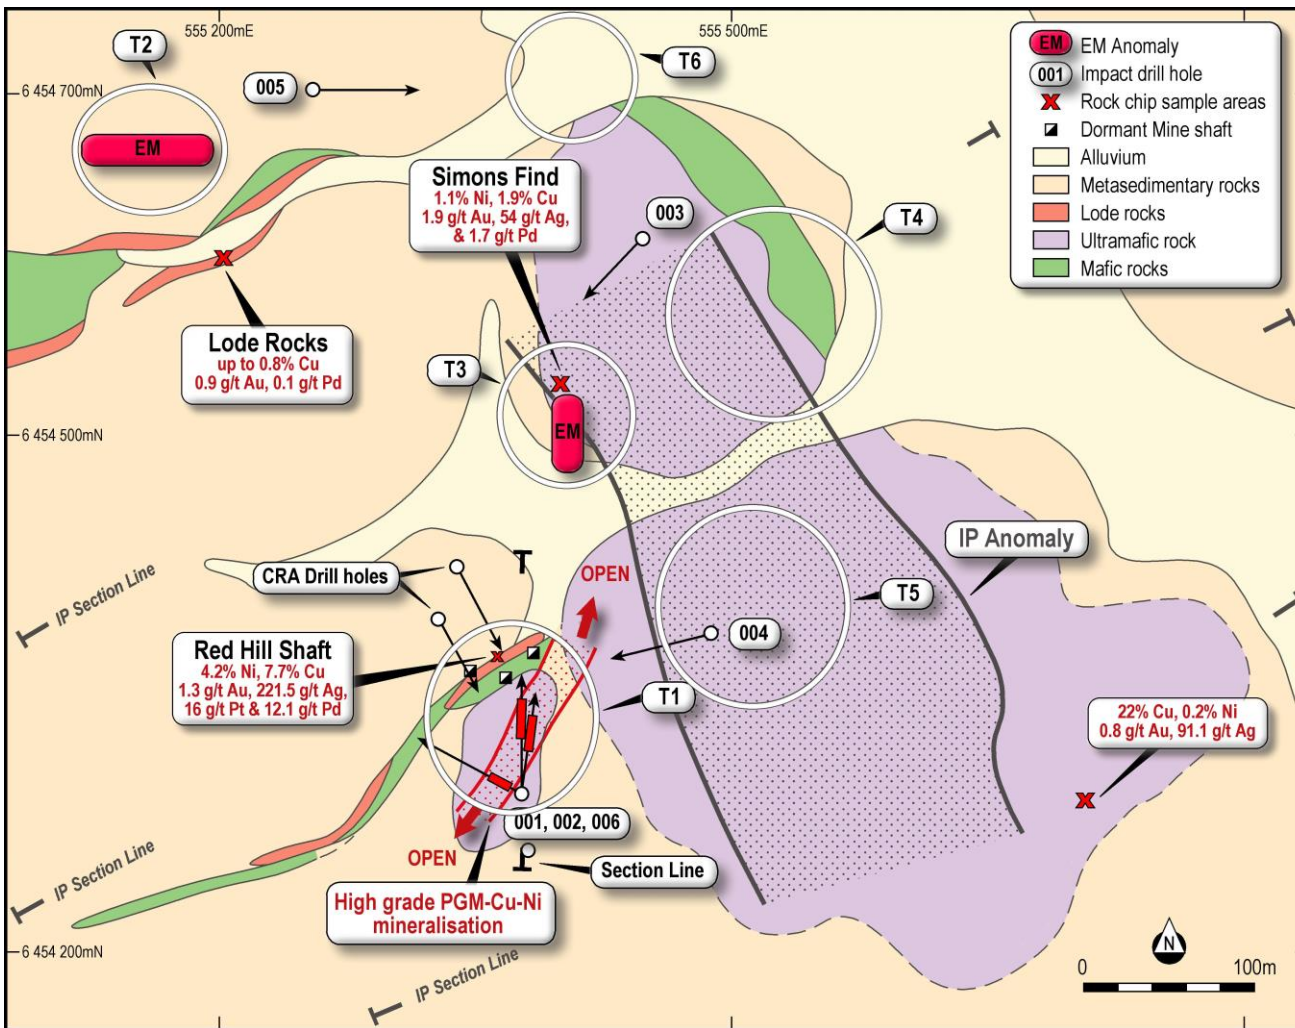 555 200mE
555 500mE
T2
T6
005
6 454 700mN
EM
EM
EM Anomaly
001
Impact drill hole
Rock chip sample areas
Dormant Mine shaft
Alluvium
Metasedimentary rocks
Lode rocks
Ultramafic rock
Mafic rocks
Simons Find
1.1% Ni, 1.9% Cu
1.9 g/t Au, 54 g/t Ag,
& 1.7 g/t Pd
003
T4
Lode Rocks
up to 0.8% Cu
0.9 g/t Au, 0.1 g/t Pd
T3
EM
6 454 500mN
IP Anomaly
IP Section Line
CRA Drill holes
OPEN
T5
004
Red Hill Shaft
4.2% Ni, 7.7% Cu
1.3 g/t Au, 221.5 g/t Ag,
16 g/t Pt & 12.1 g/t Pd
T1
22% Cu, 0.2% Ni
0.8 g/t Au, 91.1 g/t Ag
001, 002, 006
OPEN
Section Line
IP Section Line
High grade PGM-Cu-Ni
mineralisation
6 454 200mN
IP Section Line
N
0
100m